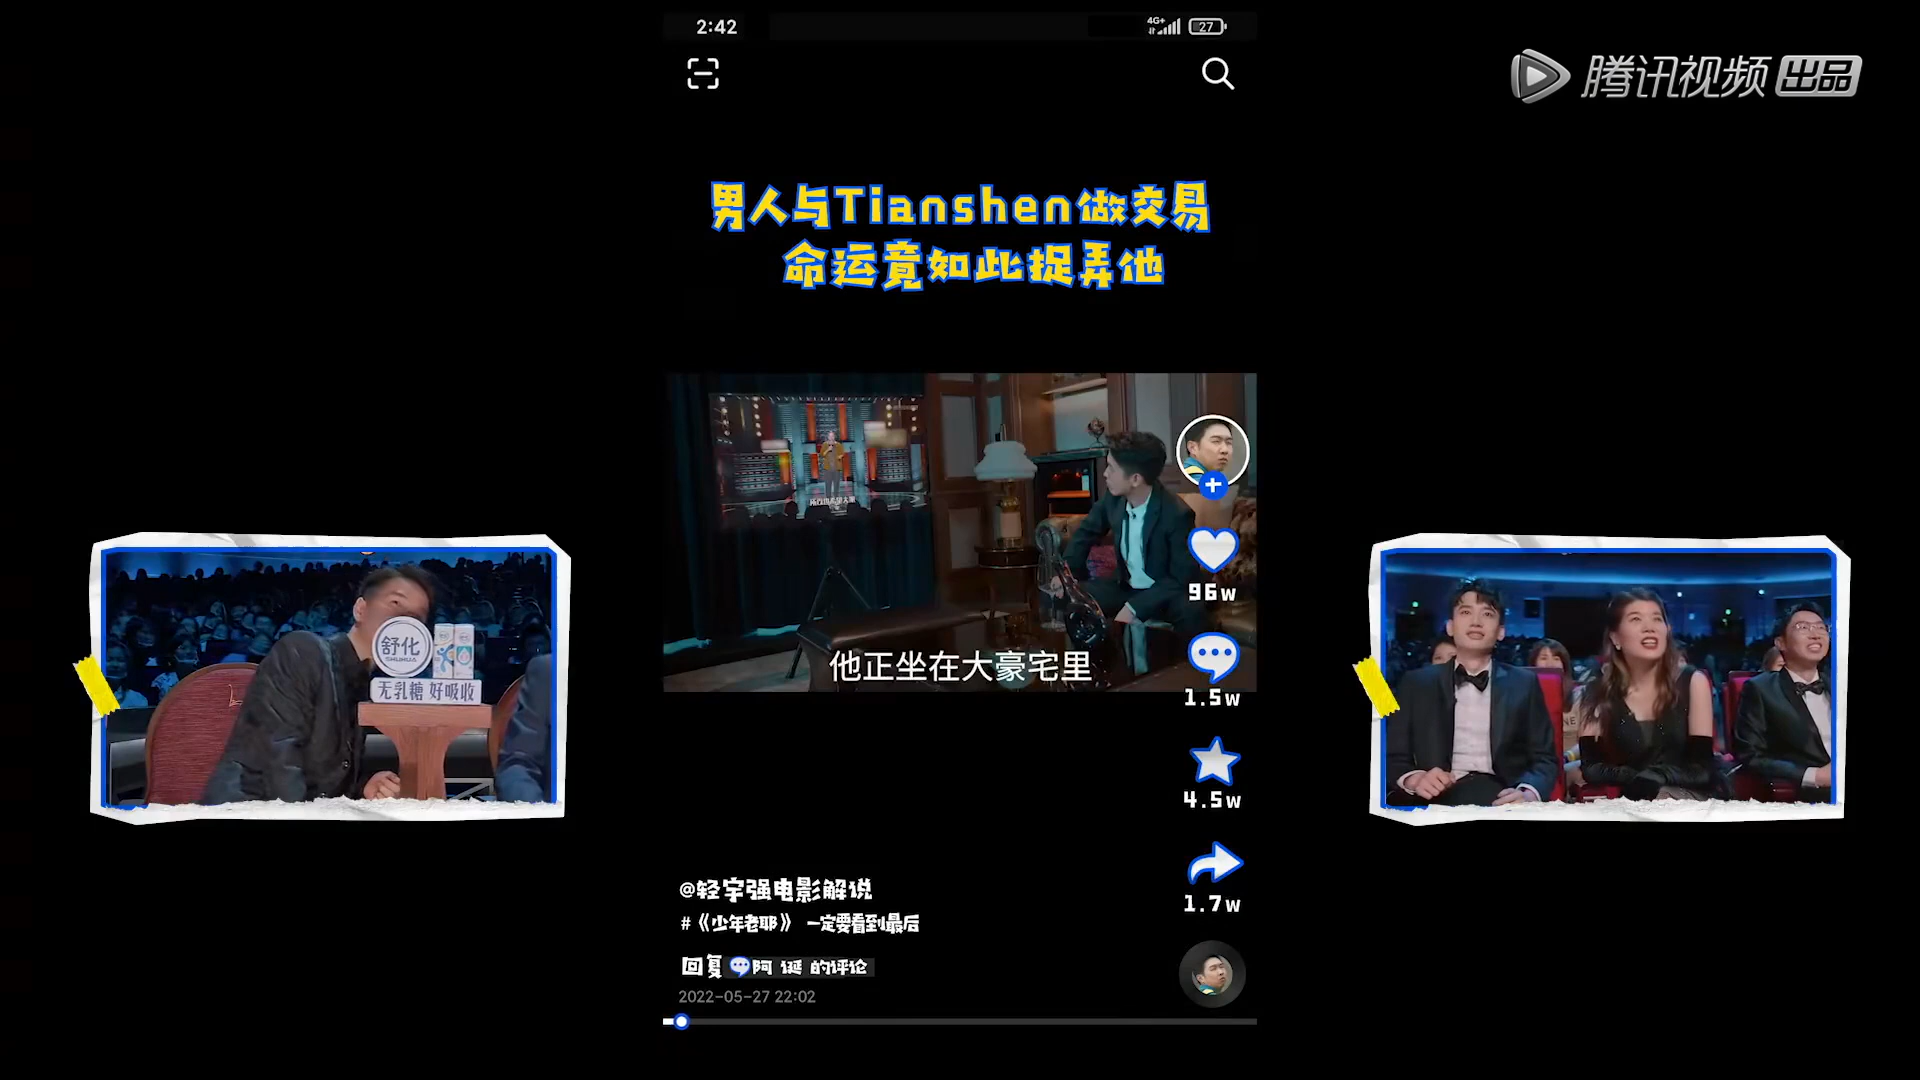 2:42
4G+
27
腾讯视频 出品
男人与Tianshen做交易
命运竟如此捉弄他
96w
他正坐在大豪宅里
1.5w
4.5w
1.7w
舒化
SHUHUA
无乳糖 好吸收
@轻宇强电影解说
#《少年老耶》 一定要看到最后
回复 阿 诞 的评论
2022-05-27 22:02